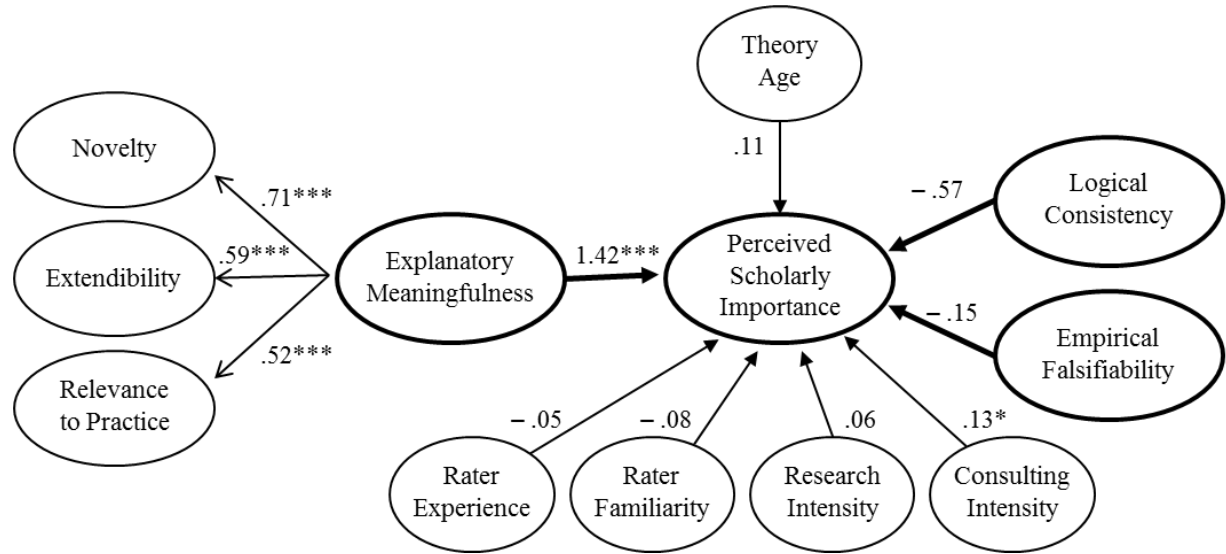 Theory
Age
.11
Novelty
.71***
Extendibility
.59***
Relevance
to Practice
.52***
Explanatory
Meaningfulness
1.42***
Perceived
Scholarly
Importance
– .57
Logical
Consistency
– .15
Empirical
Falsifiability
– .05
– .08
.06
.13*
Rater
Experience
Rater
Familiarity
Research
Intensity
Consulting
Intensity